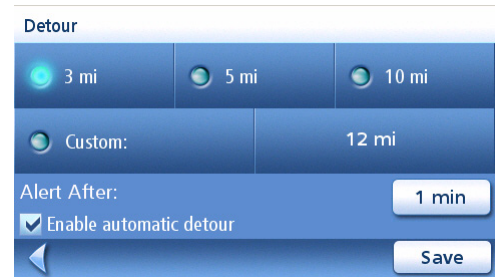 Detour
3 mi 5 mi 10 mi
Custom: 12 mi
Alert After: 1 min
Enable automatic detour
Save